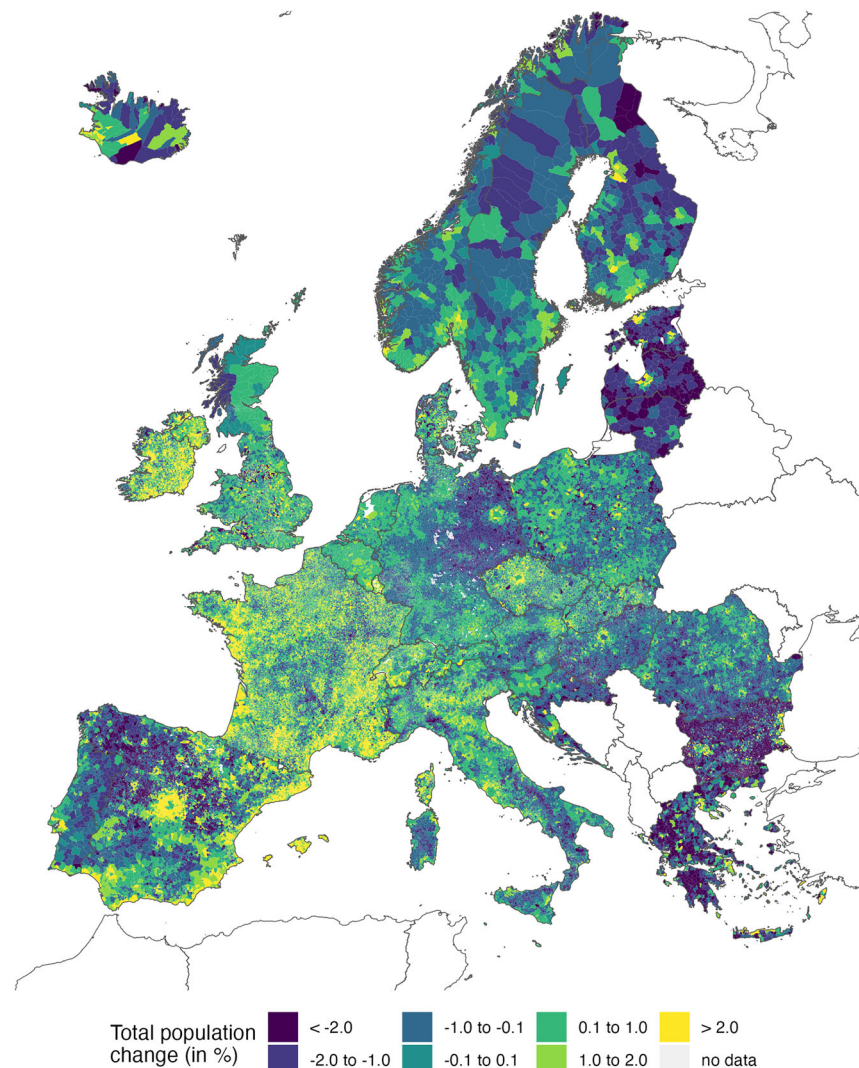 Total population
change (in %)
< -2.0
-2.0 to -1.0
-1.0 to -0.1
-0.1 to 0.1
0.1 to 1.0
1.0 to 2.0
> 2.0
no data